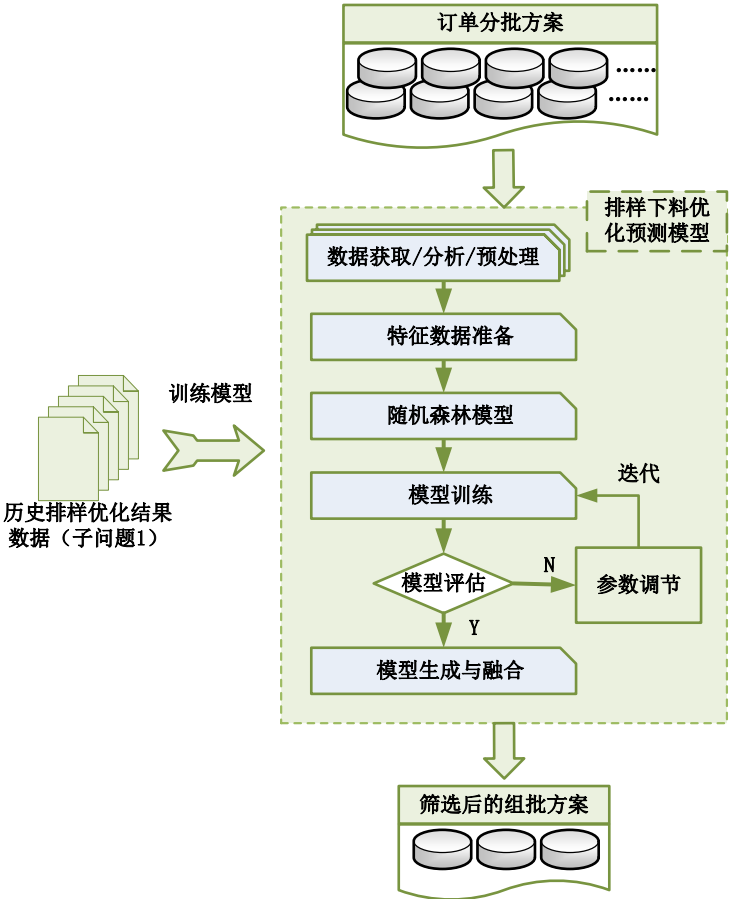 订单分批方案
……
……
排样下料优
化预测模型
数据获取/分析/预处理
特征数据准备
训练模型
随机森林模型
迭代
模型训练
历史排样优化结果
数据（子问题1）
N
模型评估
参数调节
Y
模型生成与融合
筛选后的组批方案